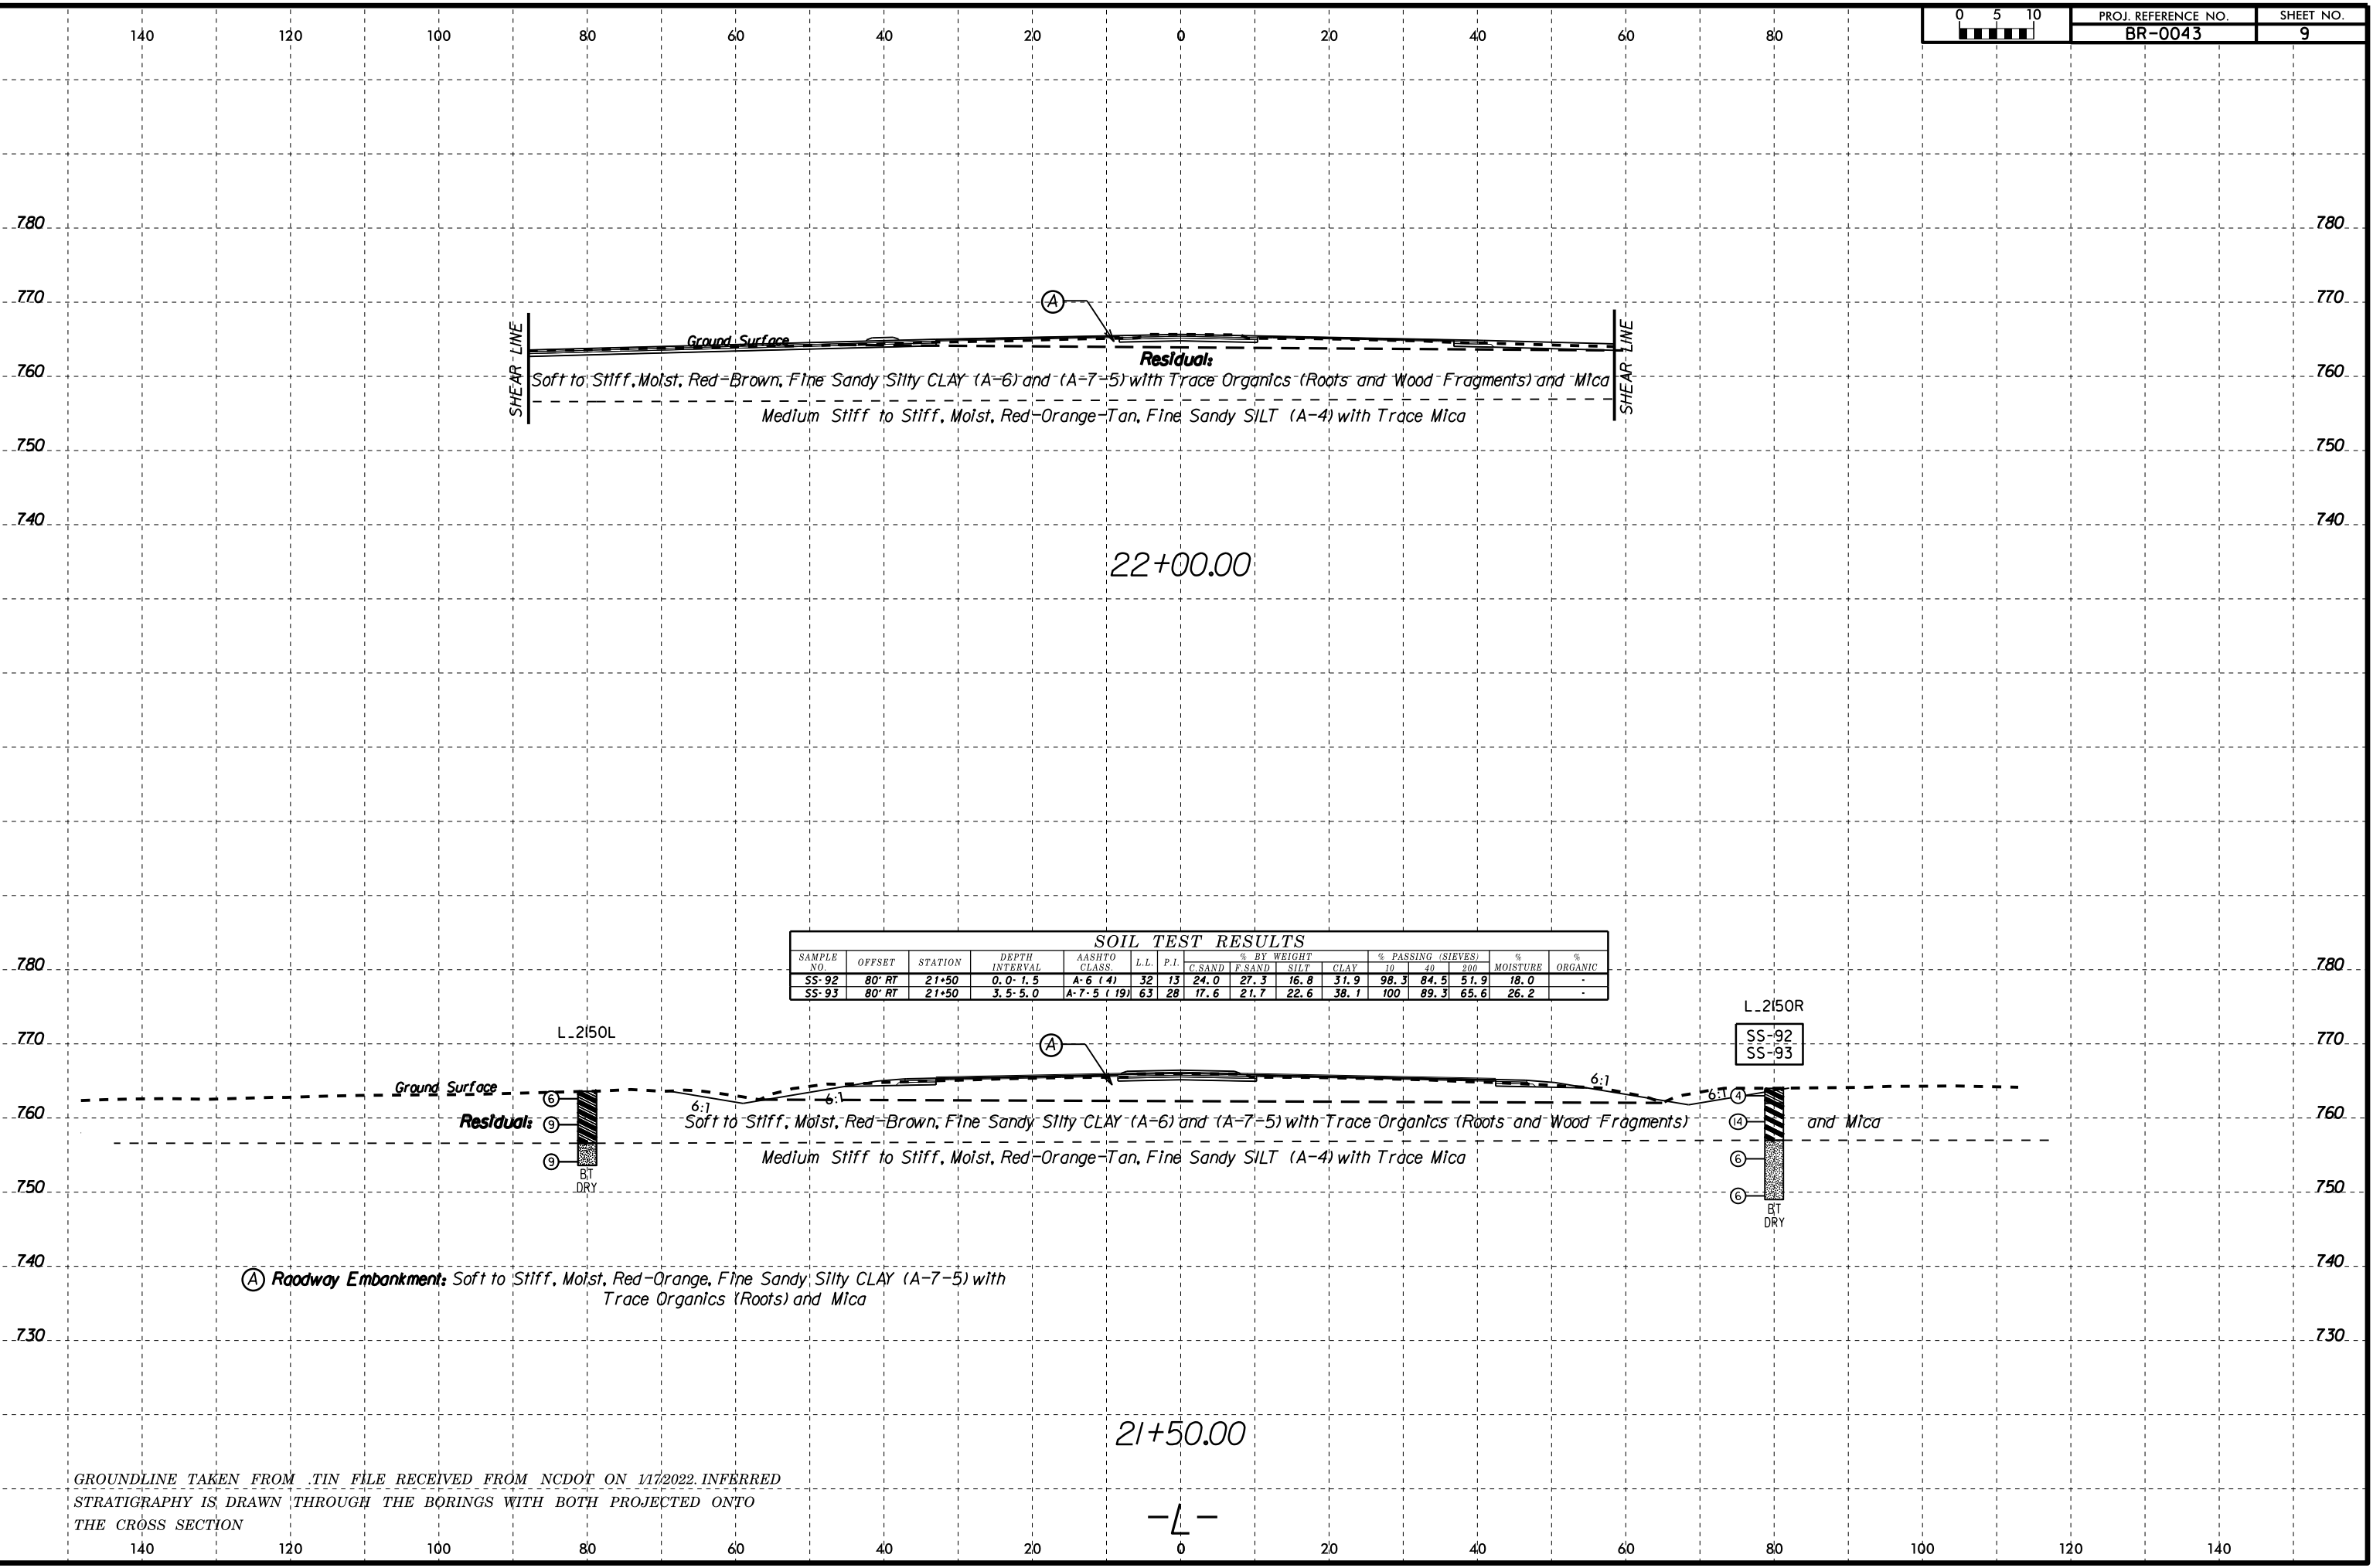 0 5 10
PROJ. REFERENCE NO. SHEET NO.
BR-0043 9
140 120 100 80 60 40 20 0 20 40 60 80
780 780
770 770
A
SHEAR LINE
SHEAR LINE
Ground Surface
Residual:
760 760
Soft to Stiff, Moist, Red-Brown, Fine Sandy Silty CLAY (A-6) and (A-7-5) with Trace Organics (Roots and Wood Fragments) and Mica
Medium Stiff to Stiff, Moist, Red-Orange-Tan, Fine Sandy SILT (A-4) with Trace Mica
750 750
740 740
22+00.00
SOIL TEST RESULTS
SAMPLE NO. OFFSET STATION DEPTH INTERVAL AASHTO CLASS. L.L. P.I. % BY WEIGHT % PASSING (SIEVES) % MOISTURE % ORGANIC
C.SAND F.SAND SILT CLAY 10 40 200
SS-92 80' RT 21+50 0.0-1.5 A-6 (4) 32 13 24.0 27.3 16.8 31.9 98.3 84.5 51.9 18.0 -
SS-93 80' RT 21+50 3.5-5.0 A-7-5 (19) 63 28 17.6 21.7 22.6 38.1 100 89.3 65.6 26.2 -
780 780
L_2150L
L_2150R
SS-92
SS-93
770 770
A
Ground Surface
6:1
6:1
6:1
6:1
6
4
760 760
Residual:
9
Soft to Stiff, Moist, Red-Brown, Fine Sandy Silty CLAY (A-6) and (A-7-5) with Trace Organics (Roots and Wood Fragments)
14
and Mica
9
Medium Stiff to Stiff, Moist, Red-Orange-Tan, Fine Sandy SILT (A-4) with Trace Mica
6
BT
DRY
750 750
6
BT
DRY
740 740
A Roodway Embankment: Soft to Stiff, Moist, Red-Orange, Fine Sandy Silty CLAY (A-7-5) with
Trace Organics (Roots) and Mica
730 730
21+50.00
GROUNDLINE TAKEN FROM .TIN FILE RECEIVED FROM NCDOT ON 1/17/2022. INFERRED
STRATIGRAPHY IS DRAWN THROUGH THE BORINGS WITH BOTH PROJECTED ONTO
THE CROSS SECTION
-L-
140 120 100 80 60 40 20 0 20 40 60 80 100 120 140